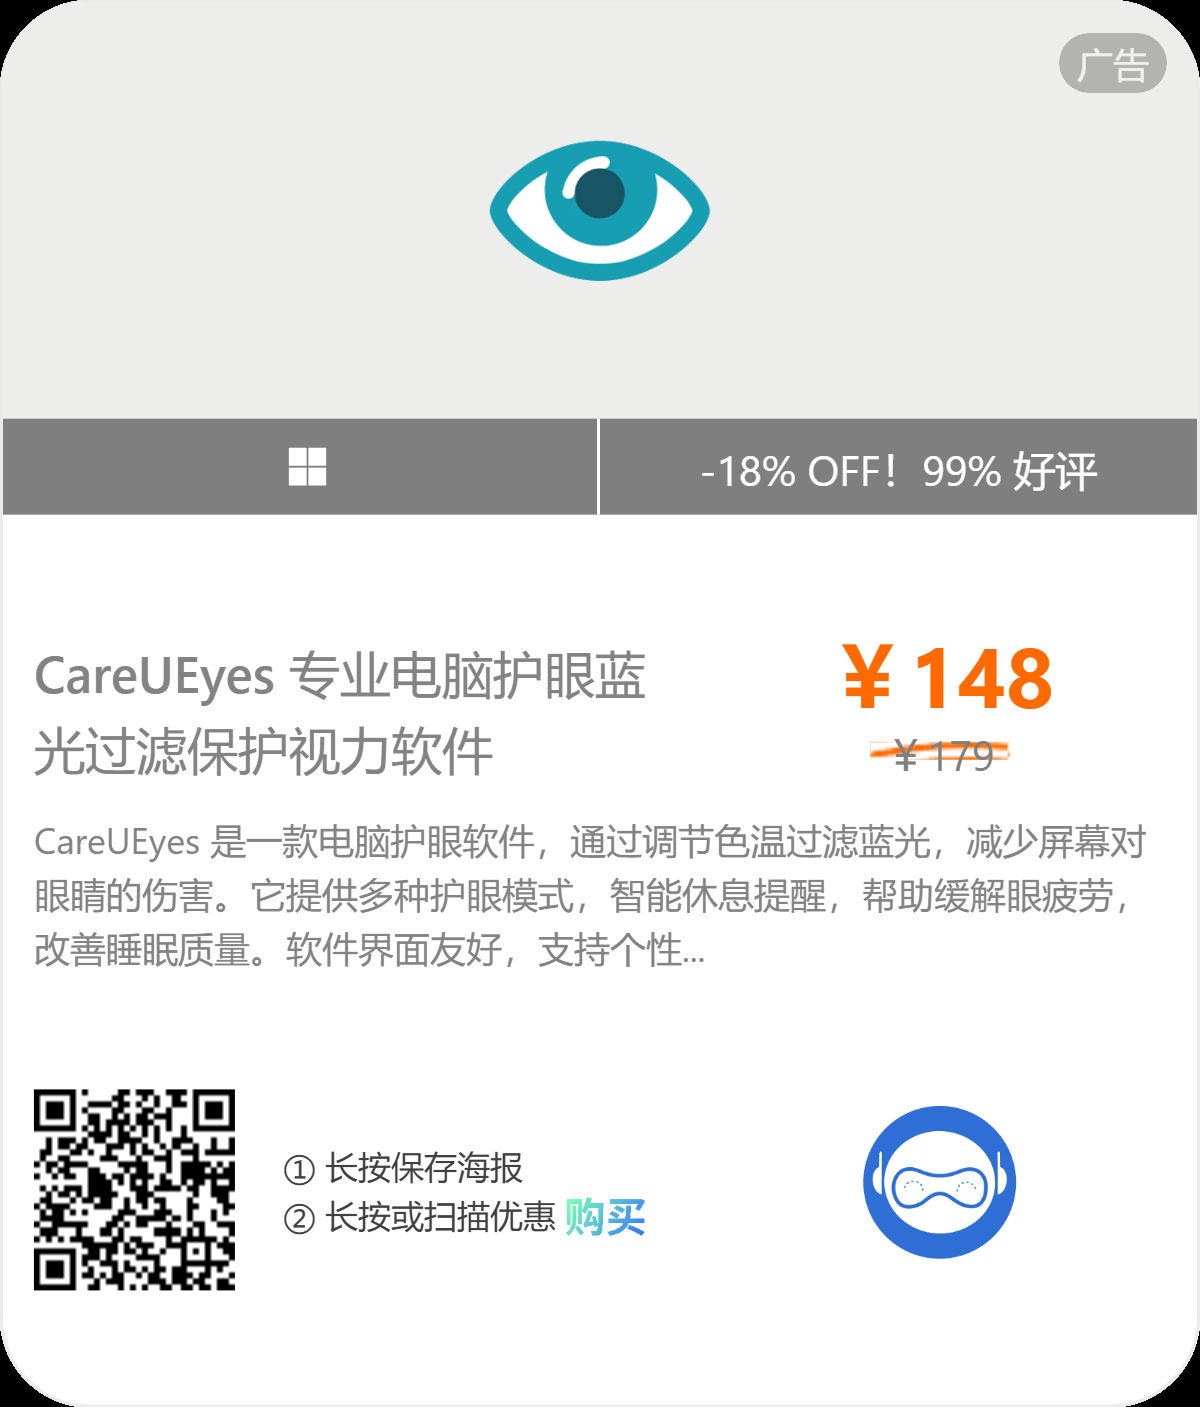 广告
-18% OFF！99% 好评
CareUEyes 专业电脑护眼蓝
光过滤保护视力软件
¥ 148
¥ 179
CareUEyes 是一款电脑护眼软件，通过调节色温过滤蓝光，减少屏幕对
眼睛的伤害。它提供多种护眼模式，智能休息提醒，帮助缓解眼疲劳，
改善睡眠质量。软件界面友好，支持个性...
① 长按保存海报
② 长按或扫描优惠 购买